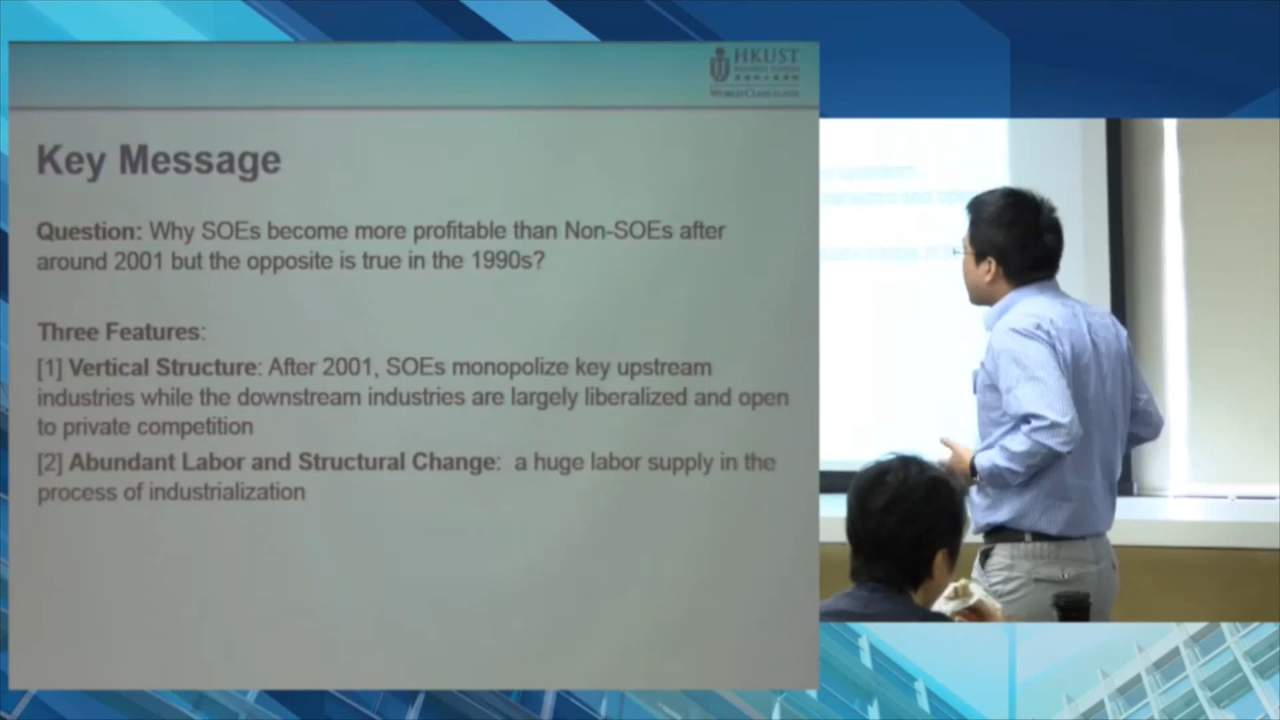 HKUST
Key Message
Question: Why SOEs become more profitable than Non-SOEs after
around 2001 but the opposite is true in the 1990s?
Three Features:
[1] Vertical Structure: After 2001, SOEs monopolize key upstream
industries while the downstream industries are largely liberalized and open
to private competition
[2] Abundant Labor and Structural Change: a huge labor supply in the
process of industrialization